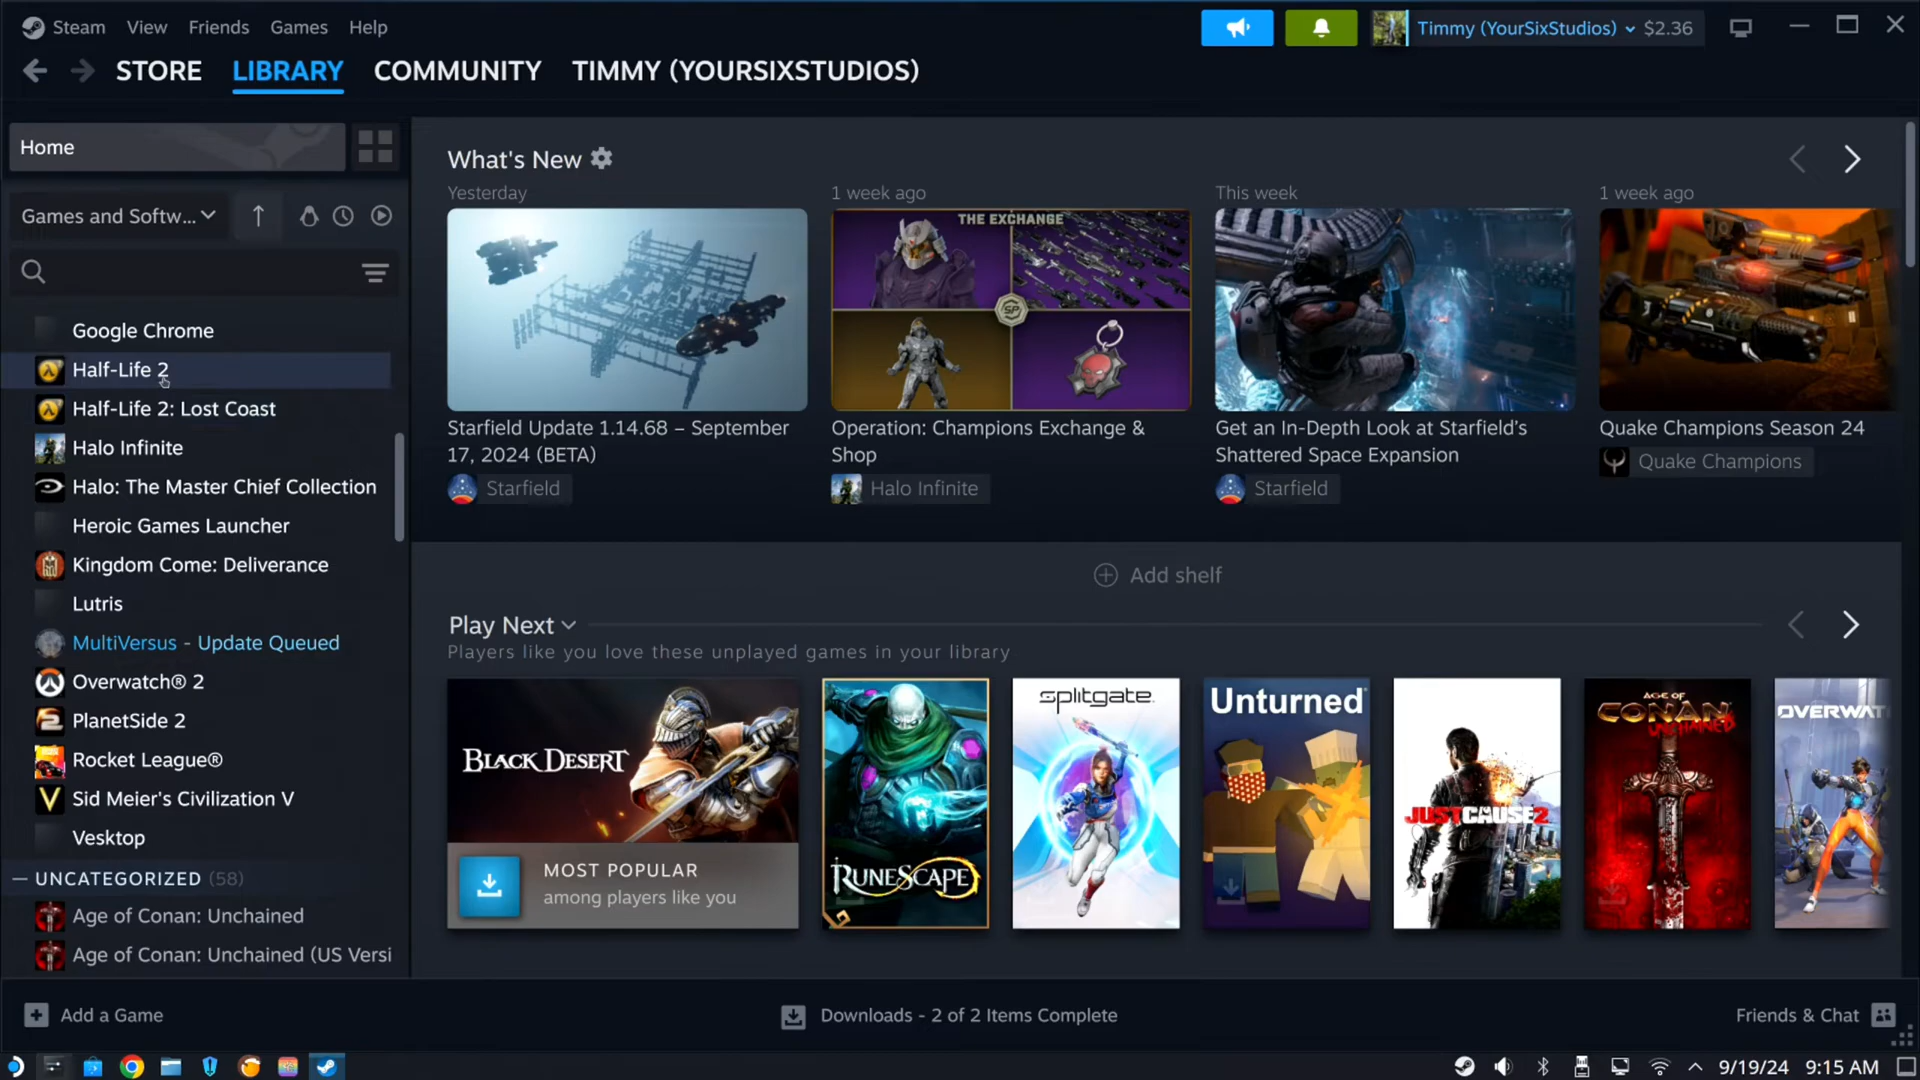 Steam View Friends Games Help
Timmy (YourSixStudios) $2.36
STORE LIBRARY COMMUNITY TIMMY (YOURSIXSTUDIOS)
Home
Games and Softw...
Google Chrome
Half-Life 2
Half-Life 2: Lost Coast
Halo Infinite
Halo: The Master Chief Collection
Heroic Games Launcher
Kingdom Come: Deliverance
Lutris
MultiVersus - Update Queued
Overwatch® 2
PlanetSide 2
Rocket League®
Sid Meier's Civilization V
Vesktop
UNCATEGORIZED (58)
Age of Conan: Unchained
Age of Conan: Unchained (US Versi
What's New
Yesterday
Starfield Update 1.14.68 – September
17, 2024 (BETA)
Starfield
1 week ago
THE EXCHANGE
SP
Operation: Champions Exchange &
Shop
Halo Infinite
This week
Get an In-Depth Look at Starfield's
Shattered Space Expansion
Starfield
1 week ago
Quake Champions Season 24
Quake Champions
Add shelf
Play Next
Players like you love these unplayed games in your library
BLACK DESERT
MOST POPULAR
among players like you
RUNESCAPE
splitgate
Unturned
JUST CAUSE 2
AGE OF
CONAN
UNCHAINED
OVERWAT
Add a Game
Downloads - 2 of 2 Items Complete
Friends & Chat
9/19/24 9:15 AM